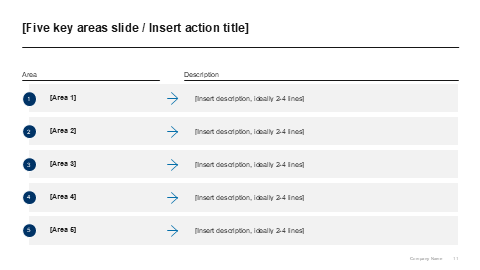 [Five key areas slide / Insert action title]
Area Description
1 [Area 1] [Insert description, ideally 2-4 lines]
2 [Area 2] [Insert description, ideally 2-4 lines]
3 [Area 3] [Insert description, ideally 2-4 lines]
4 [Area 4] [Insert description, ideally 2-4 lines]
5 [Area 5] [Insert description, ideally 2-4 lines]
Company Name 11